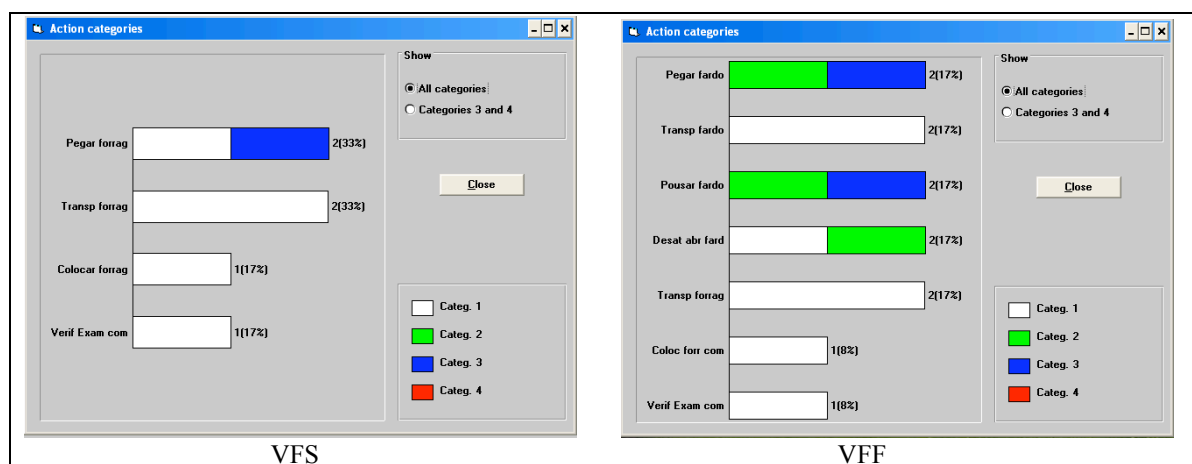 Action categories
Pegar forrag
2(33%)
Transp forrag
2(33%)
Colocar forrag
1(17%)
Verif Exam com
1(17%)
Show
All categories
Categories 3 and 4
Close
Categ. 1
Categ. 2
Categ. 3
Categ. 4
VFS
Action categories
Pegar fardo
2(17%)
Transp fardo
2(17%)
Pousar fardo
2(17%)
Desat abr fard
2(17%)
Transp forrag
2(17%)
Coloc forr com
1(8%)
Verif Exam com
1(8%)
Show
All categories
Categories 3 and 4
Close
Categ. 1
Categ. 2
Categ. 3
Categ. 4
VFF